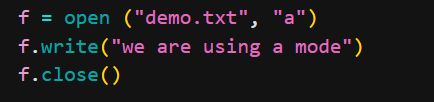 f = open ("demo.txt", "a")
f.write("we are using a mode")
f.close()